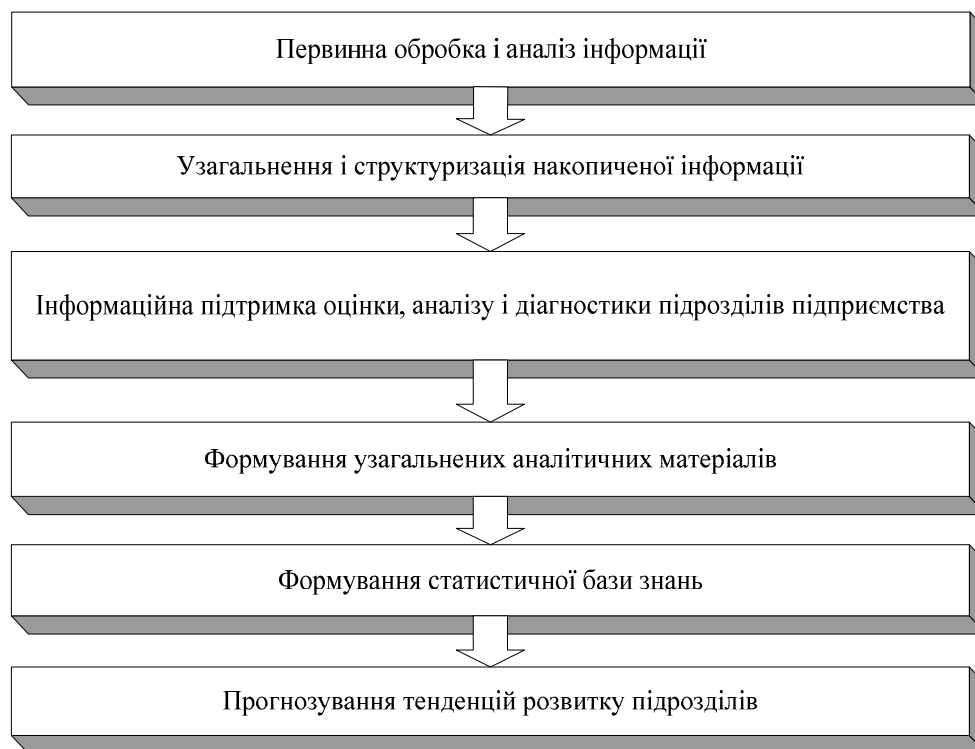 Первинна обробка і аналіз інформації
Узагальнення і структуризація накопиченої інформації
Інформаційна підтримка оцінки, аналізу і діагностики підрозділів підприємства
Формування узагальнених аналітичних матеріалів
Формування статистичної бази знань
Прогнозування тенденцій розвитку підрозділів